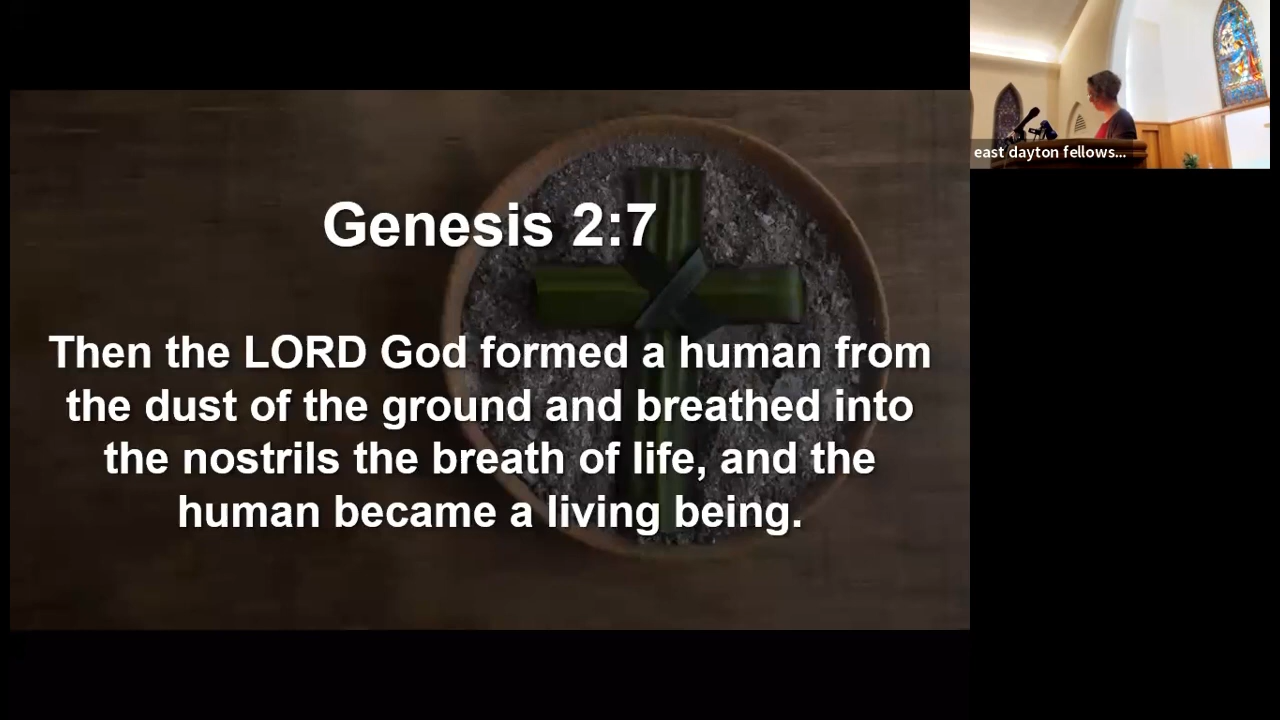 Genesis 2:7
Then the LORD God formed a human from
the dust of the ground and breathed into
the nostrils the breath of life, and the
human became a living being.
east dayton fellows...